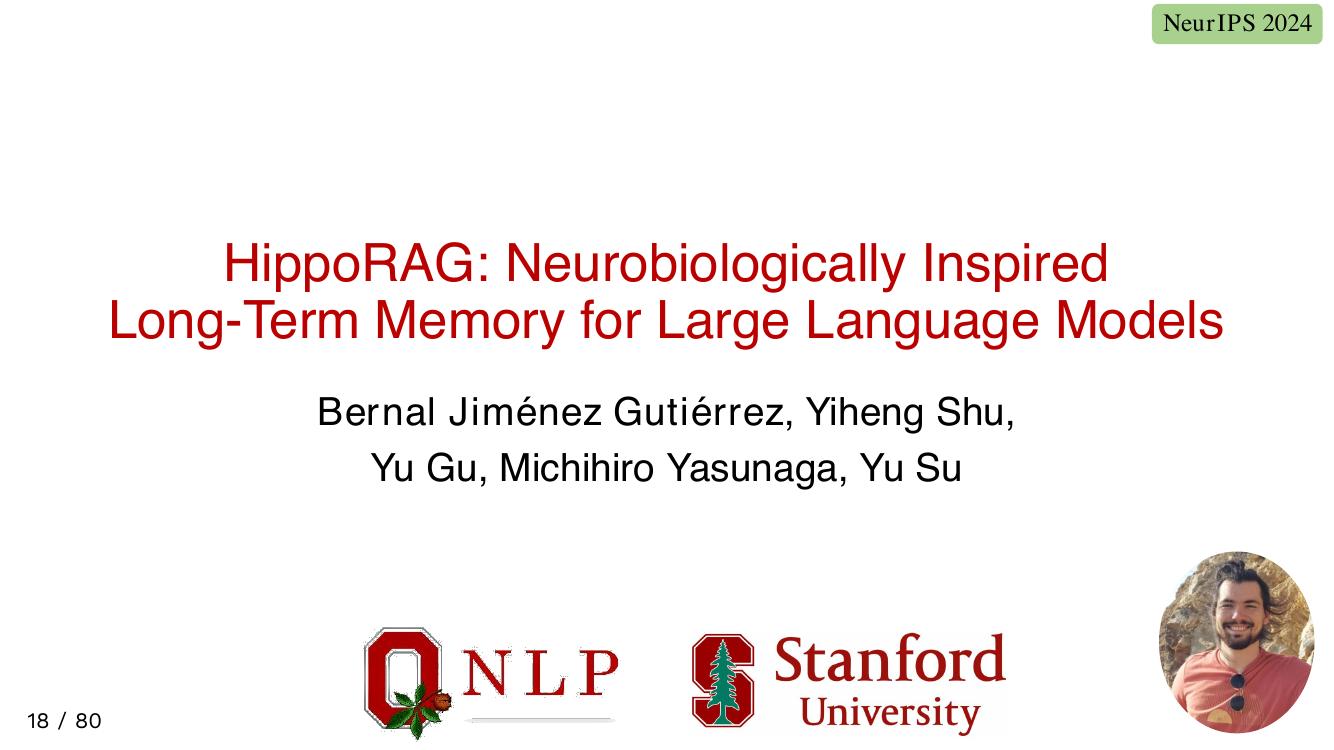 NeurIPS 2024
HippoRAG: Neurobiologically Inspired
Long-Term Memory for Large Language Models
Bernal Jiménez Gutiérrez, Yiheng Shu,
Yu Gu, Michihiro Yasunaga, Yu Su
O NLP
S Stanford
University
18 / 80